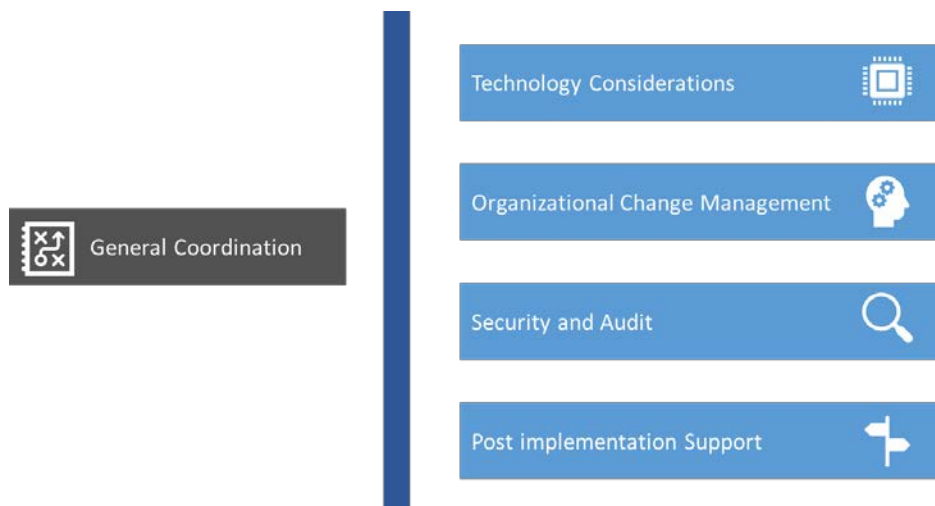 General Coordination
Technology Considerations
Organizational Change Management
Security and Audit
Post implementation Support